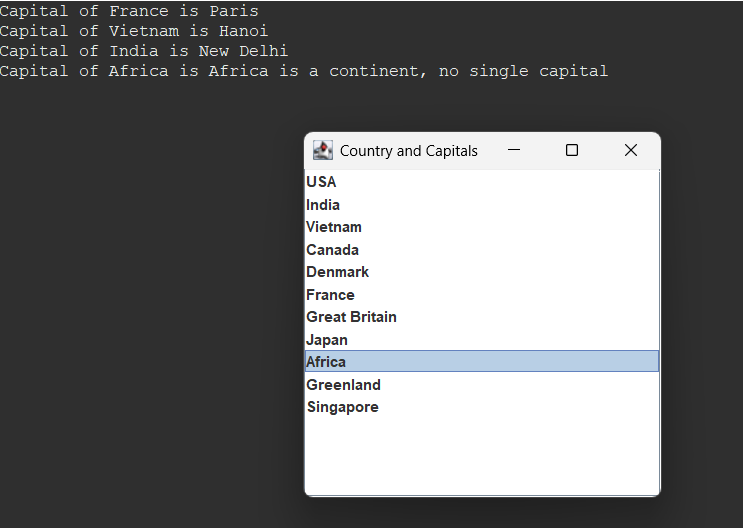 Capital of France is Paris
Capital of Vietnam is Hanoi
Capital of India is New Delhi
Capital of Africa is Africa is a continent, no single capital
Country and Capitals
USA
India
Vietnam
Canada
Denmark
France
Great Britain
Japan
Africa
Greenland
Singapore